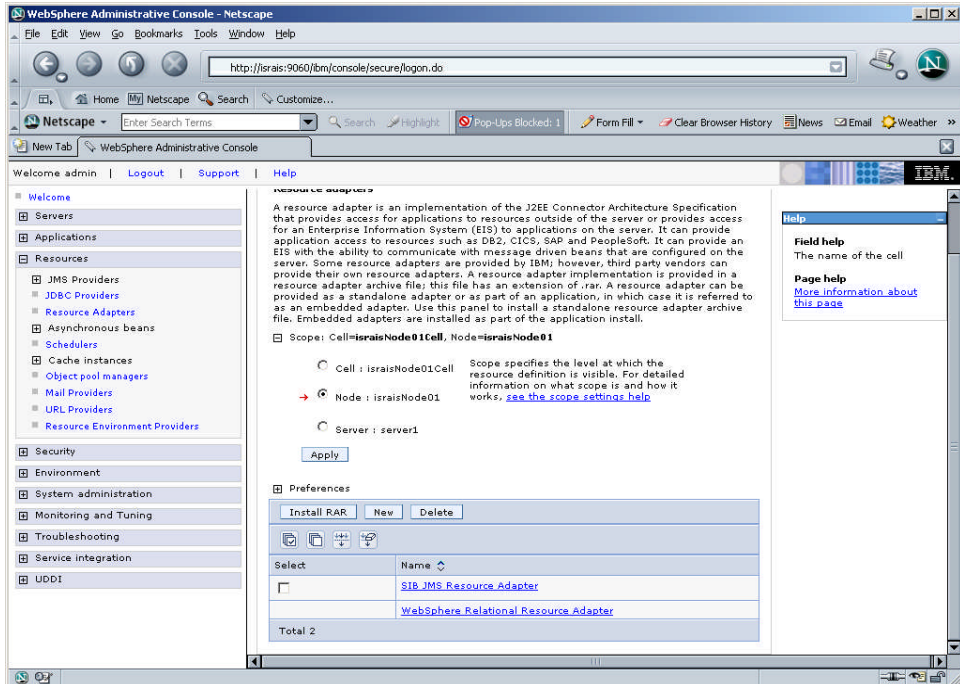 WebSphere Administrative Console - Netscape
File Edit View Go Bookmarks Tools Window Help
http://israis:9060/ibm/console/secure/logon.do
Home My Netscape Search Customize...
Netscape Enter Search Terms Search Highlight Pop-Ups Blocked: 1 Form Fill Clear Browser History News Email Weather »
New Tab WebSphere Administrative Console
Welcome admin | Logout | Support | Help
IBM.
Welcome
Servers
Applications
Resources
JMS Providers
JDBC Providers
Resource Adapters
Asynchronous beans
Schedulers
Cache instances
Object pool managers
Mail Providers
URL Providers
Resource Environment Providers
Security
Environment
System administration
Monitoring and Tuning
Troubleshooting
Service integration
UDDI
Resource adapters
A resource adapter is an implementation of the J2EE Connector Architecture Specification
that provides access for applications to resources outside of the server or provides access
for an Enterprise Information System (EIS) to applications on the server. It can provide
application access to resources such as DB2, CICS, SAP and PeopleSoft. It can provide an
EIS with the ability to communicate with message driven beans that are configured on the
server. Some resource adapters are provided by IBM; however, third party vendors can
provide their own resource adapters. A resource adapter implementation is provided in a
resource adapter archive file; this file has an extension of .rar. A resource adapter can be
provided as a standalone adapter or as part of an application, in which case it is referred to
as an embedded adapter. Use this panel to install a standalone resource adapter archive
file. Embedded adapters are installed as part of the application install.
Scope: Cell=israisNode01Cell, Node=israisNode01
Cell : israisNode01Cell
Node : israisNode01
Server : server1
Scope specifies the level at which the
resource definition is visible. For detailed
information on what scope is and how it
works, see the scope settings help
Apply
Preferences
Install RAR New Delete
Select Name
SIB JMS Resource Adapter
WebSphere Relational Resource Adapter
Total 2
Help
Field help
The name of the cell
Page help
More information about
this page